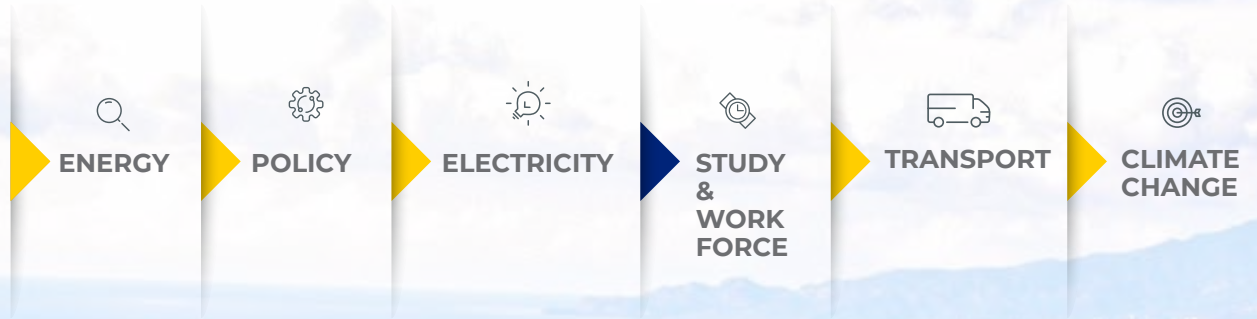 ENERGY
POLICY
ELECTRICITY
STUDY
&
WORK
FORCE
TRANSPORT
CLIMATE
CHANGE